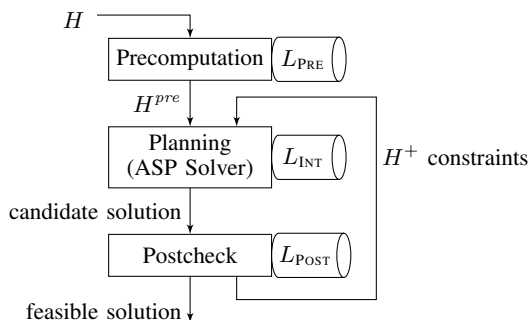 H
Precomputation
L_PRE
H^pre
Planning
(ASP Solver)
L_INT
H^+ constraints
candidate solution
Postcheck
L_POST
feasible solution